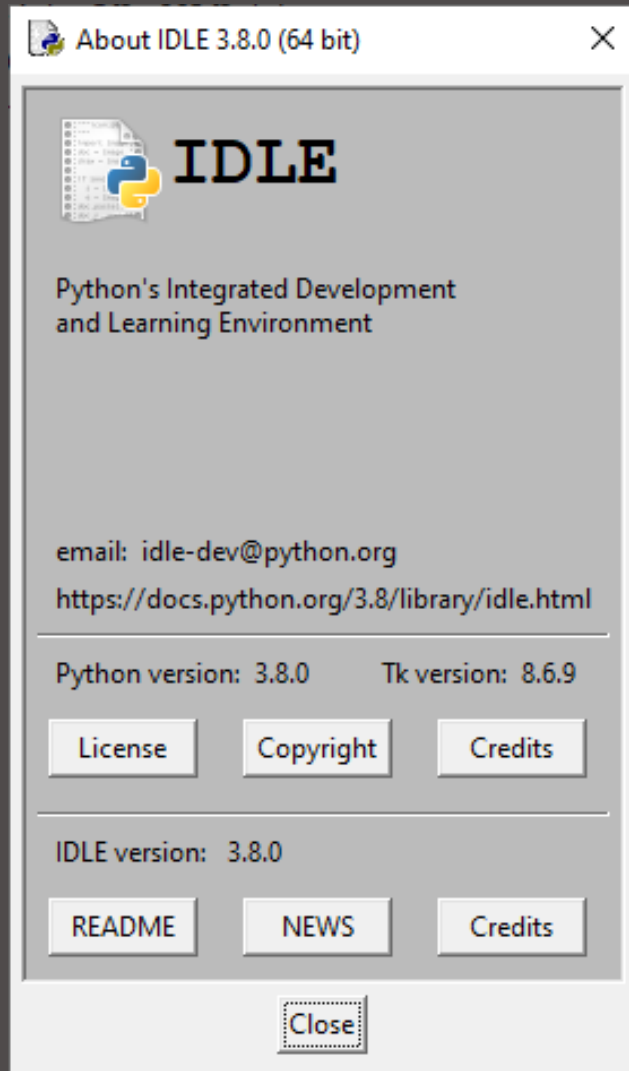 About IDLE 3.8.0 (64 bit)
IDLE
Python's Integrated Development
and Learning Environment
email: idle-dev@python.org
https://docs.python.org/3.8/library/idle.html
Python version: 3.8.0 Tk version: 8.6.9
License Copyright Credits
IDLE version: 3.8.0
README NEWS Credits
Close